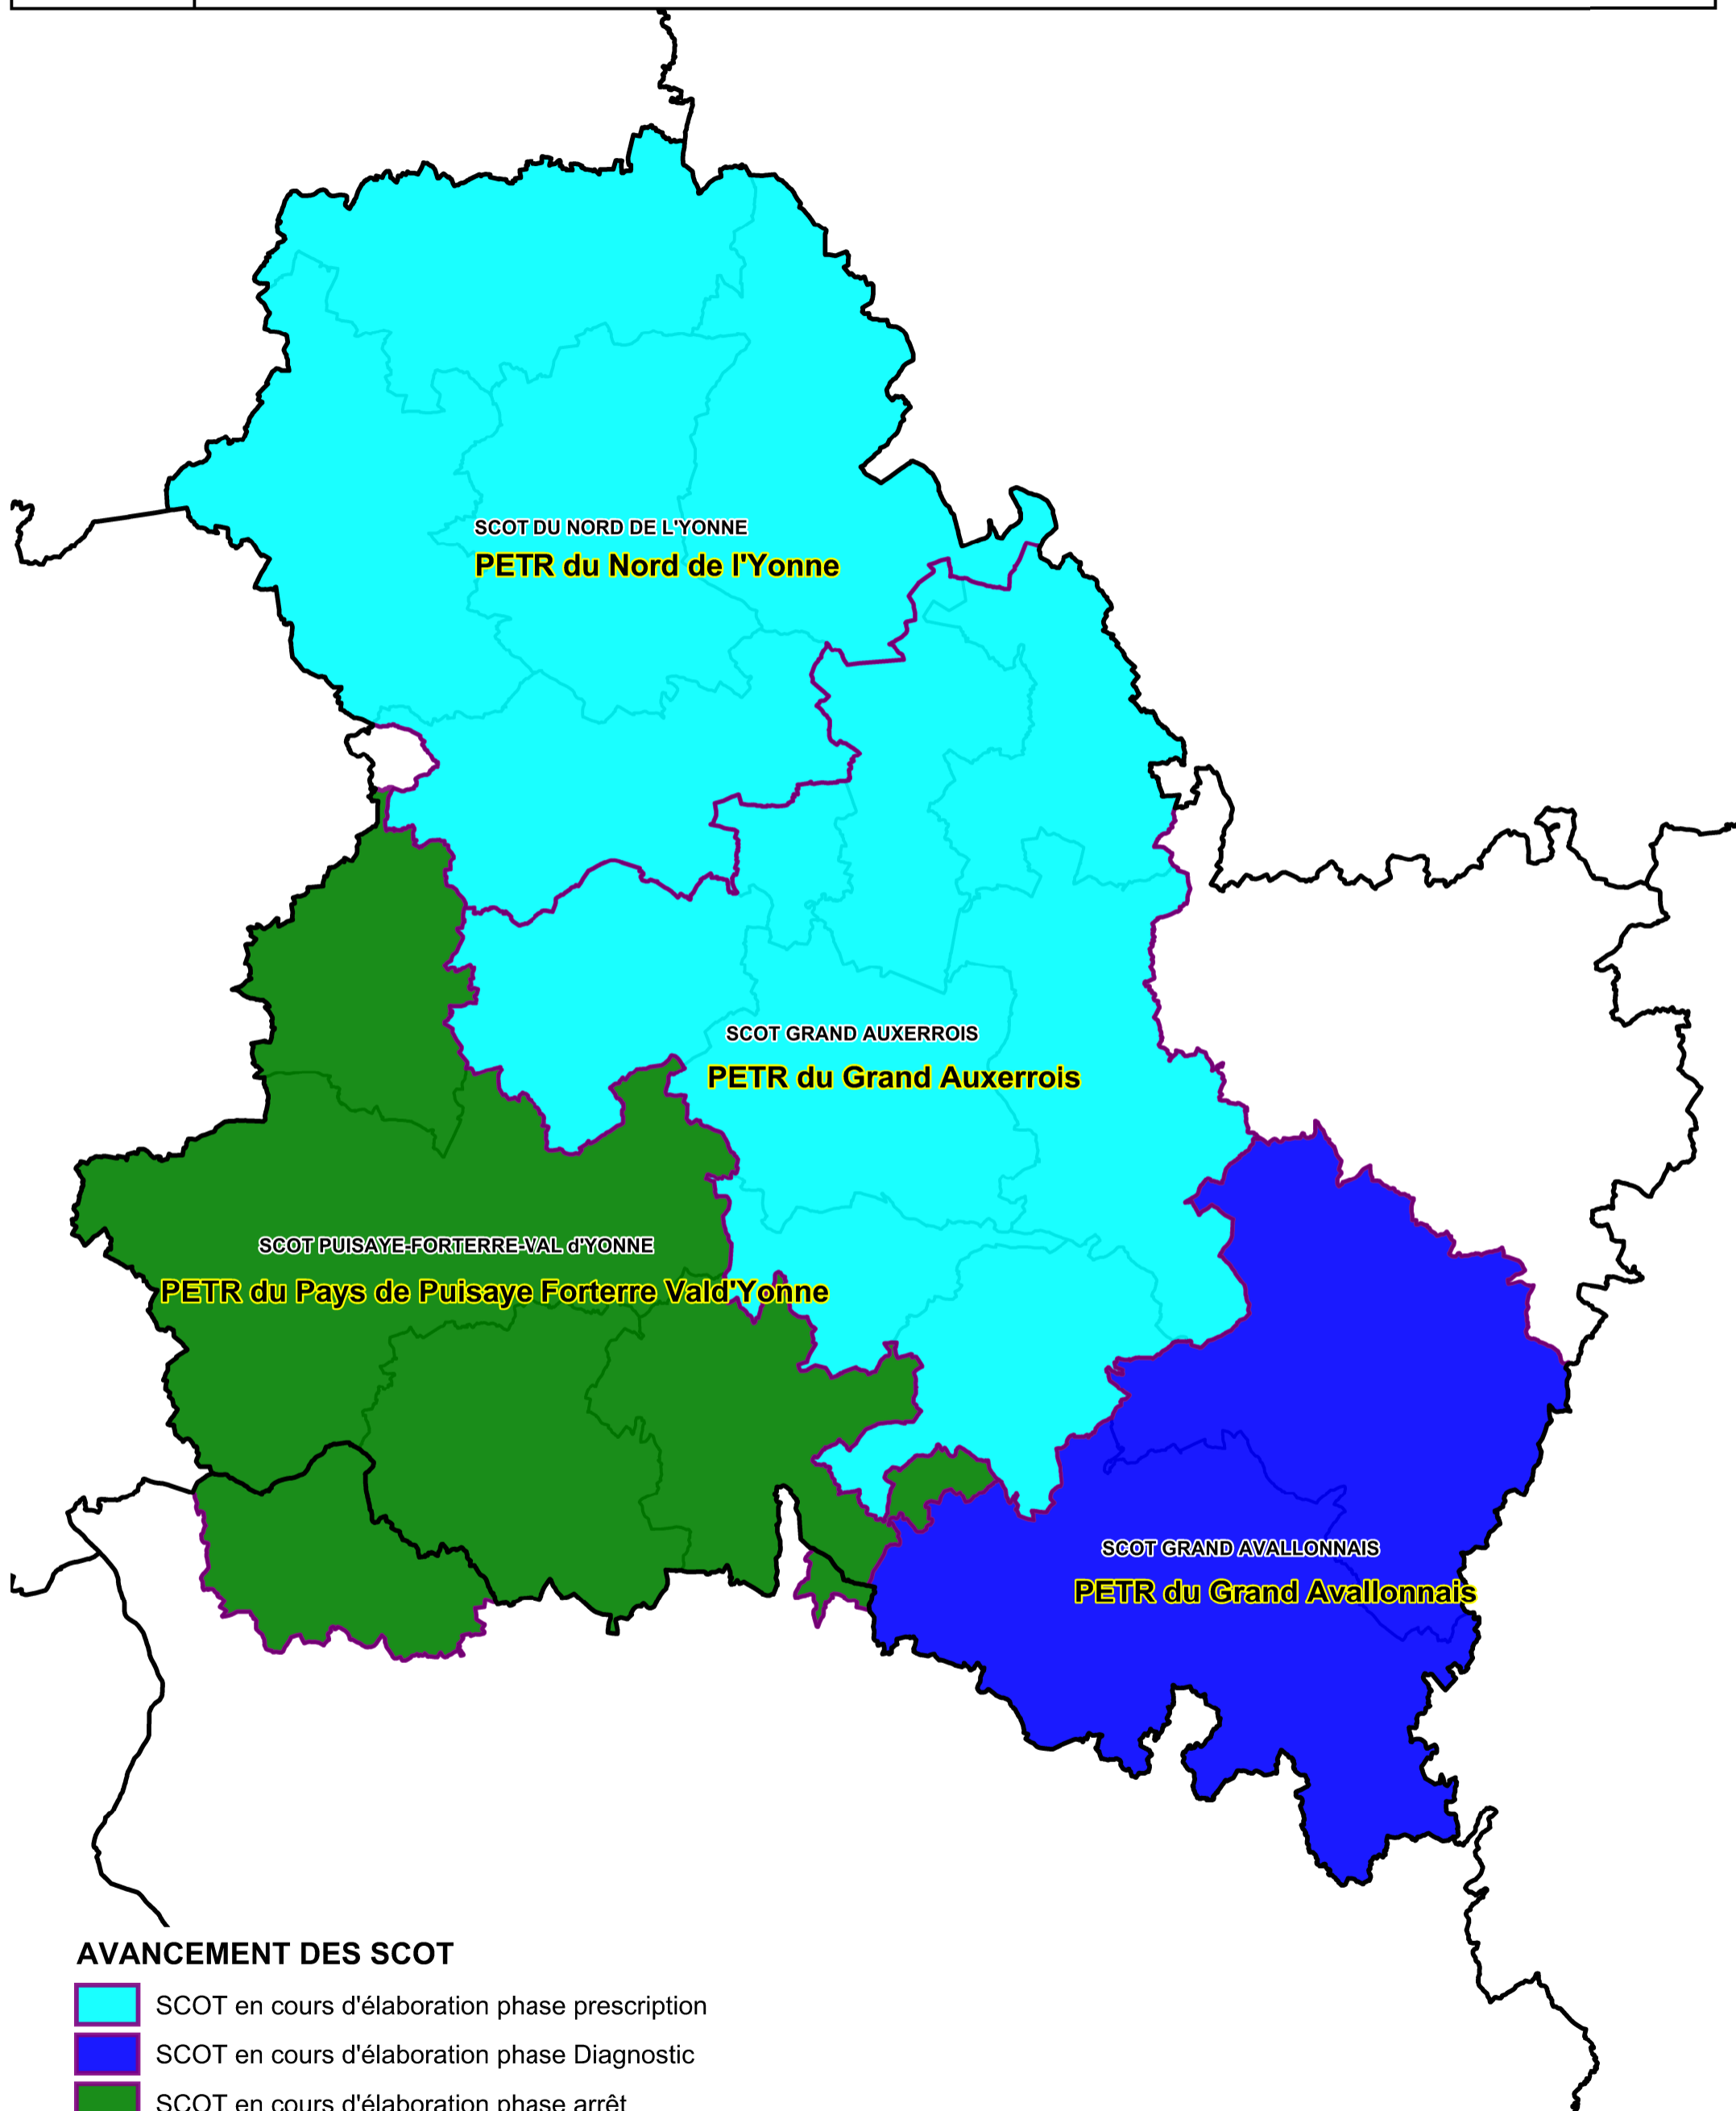 SCOT DU NORD DE L'YONNE
PETR du Nord de l'Yonne
SCOT GRAND AUXERROIS
PETR du Grand Auxerrois
SCOT PUISAYE-FORTERRE-VAL d'YONNE
PETR du Pays de Puisaye Forterre Vald'Yonne
SCOT GRAND AVALLONNAIS
PETR du Grand Avallonnais
AVANCEMENT DES SCOT
SCOT en cours d'élaboration phase prescription
SCOT en cours d'élaboration phase Diagnostic
SCOT en cours d'élaboration phase arrêt